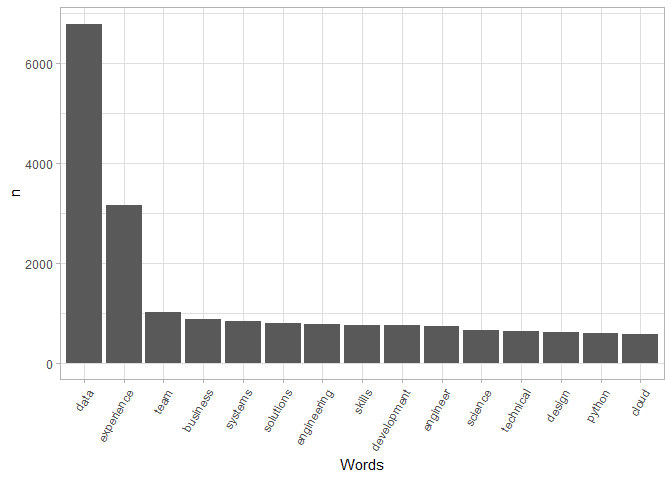 6000
4000
2000
0
n
data
experience
team
business
systems
solutions
engineering
skills
development
engineer
science
technical
design
python
cloud
Words